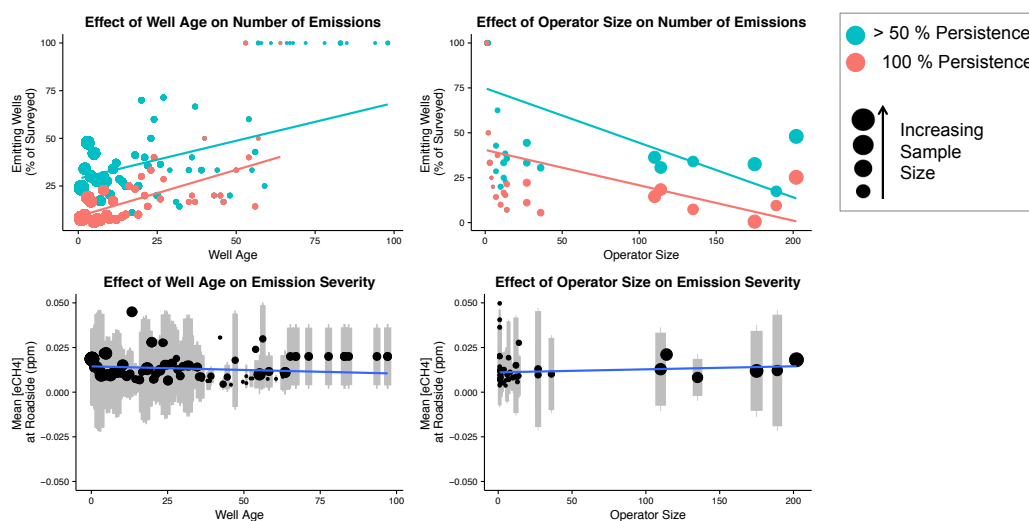 Effect of Well Age on Number of Emissions
Emitting Wells
(% of Surveyed)
100
75
50
25
0
25
50
75
100
Well Age
Effect of Operator Size on Number of Emissions
Emitting Wells
(% of Surveyed)
100
75
50
25
0
0
50
100
150
200
Operator Size
> 50 % Persistence
100 % Persistence
Increasing
Sample
Size
Effect of Well Age on Emission Severity
Mean [eCH4]
at Roadside (ppm)
0.050
0.025
0.000
−0.025
−0.050
0
25
50
75
100
Well Age
Effect of Operator Size on Emission Severity
Mean [eCH4]
at Roadside (ppm)
0.050
0.025
0.000
−0.025
−0.050
0
50
100
150
200
Operator Size